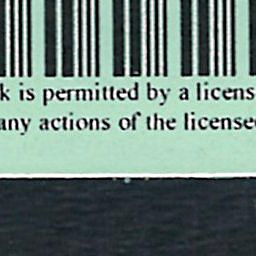 k is permitted by a licens
any actions of the license